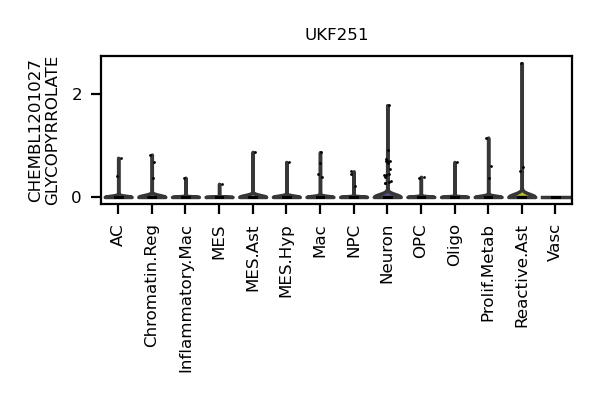 UKF251
CHEMBL1201027
GLYCOPYRROLATE
2
0
AC
Chromatin.Reg
Inflammatory.Mac
MES
MES.Ast
MES.Hyp
Mac
NPC
Neuron
OPC
Oligo
Prolif.Metab
Reactive.Ast
Vasc